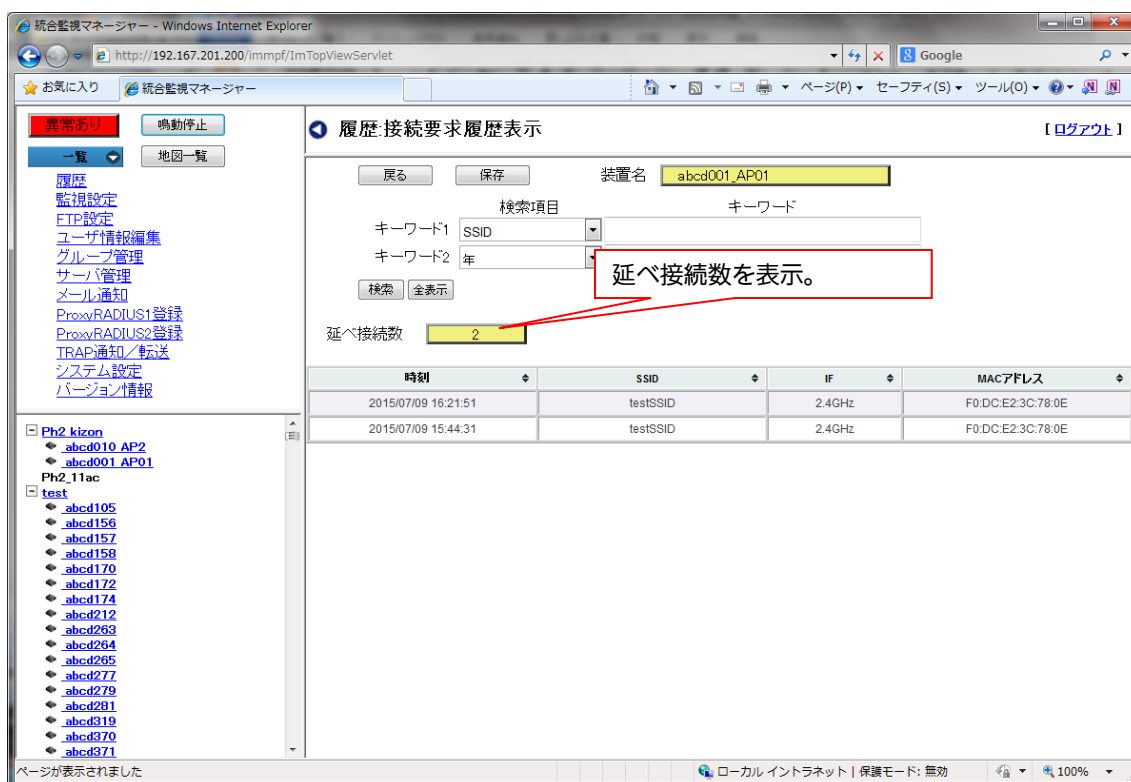 統合監視マネージャー - Windows Internet Explorer
http://192.167.201.200/immpf/ImTopViewServlet
Google
お気に入り
統合監視マネージャー
ページ(P)
セーフティ(S)
ツール(O)
異常あり
鳴動停止
一覧
地図一覧
履歴
監視設定
FTP設定
ユーザ情報編集
グループ管理
サーバ管理
メール通知
ProxyRADIUS1登録
ProxyRADIUS2登録
TRAP通知/転送
システム設定
バージョン情報
Ph2_kizon
abcd010_AP2
abcd001_AP01
Ph2_11ac
test
abcd105
abcd156
abcd157
abcd158
abcd170
abcd172
abcd174
abcd212
abcd263
abcd264
abcd265
abcd277
abcd279
abcd281
abcd319
abcd370
abcd371
履歴:接続要求履歴表示
[ログアウト]
戻る
保存
装置名
abcd001_AP01
検索項目
キーワード
キーワード1
SSID
キーワード2
年
検索
全表示
延べ接続数を表示。
延べ接続数
2
時刻 SSID IF MACアドレス
2015/07/09 16:21:51 testSSID 2.4GHz F0:DC:E2:3C:78:0E
2015/07/09 15:44:31 testSSID 2.4GHz F0:DC:E2:3C:78:0E
ページが表示されました
ローカル イントラネット | 保護モード: 無効
100%